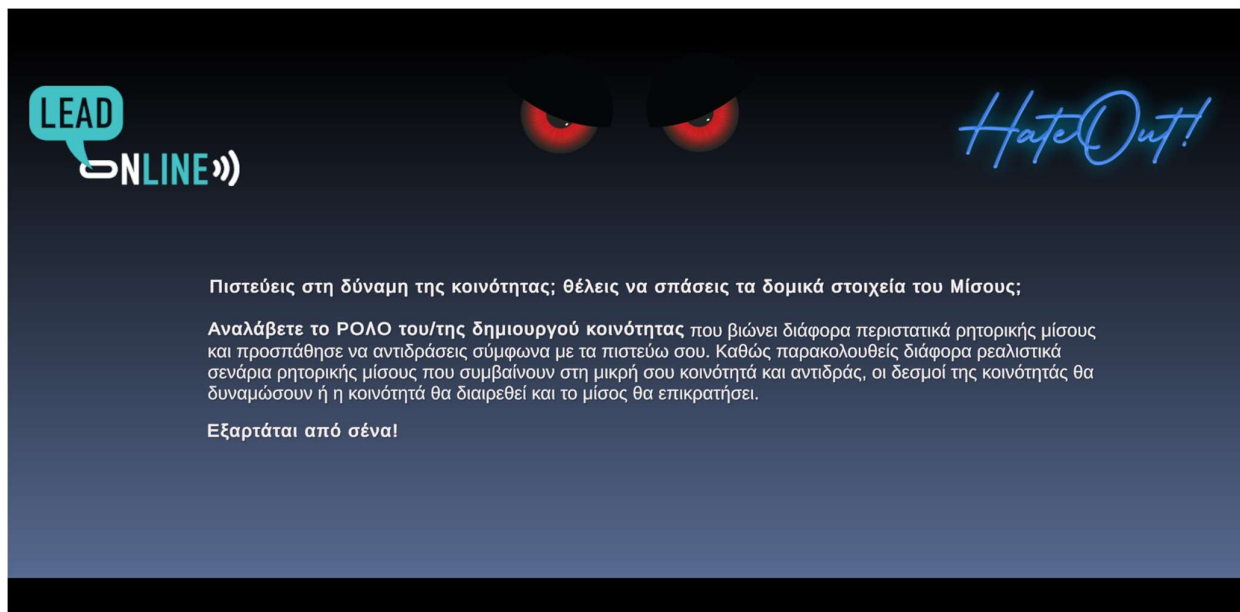 LEAD
ONLINE
HateOut!
Πιστεύεις στη δύναμη της κοινότητας; θέλεις να σπάσεις τα δομικά στοιχεία του Μίσους;
Αναλάβετε το ΡΟΛΟ του/της δημιουργού κοινότητας που βιώνει διάφορα περιστατικά ρητορικής μίσους
και προσπάθησε να αντιδράσεις σύμφωνα με τα πιστεύω σου. Καθώς παρακολουθείς διάφορα ρεαλιστικά
σενάρια ρητορικής μίσους που συμβαίνουν στη μικρή σου κοινότητά και αντιδράς, οι δεσμοί της κοινότητάς θα
δυναμώσουν ή η κοινότητά θα διαιρεθεί και το μίσος θα επικρατήσει.
Εξαρτάται από σένα!